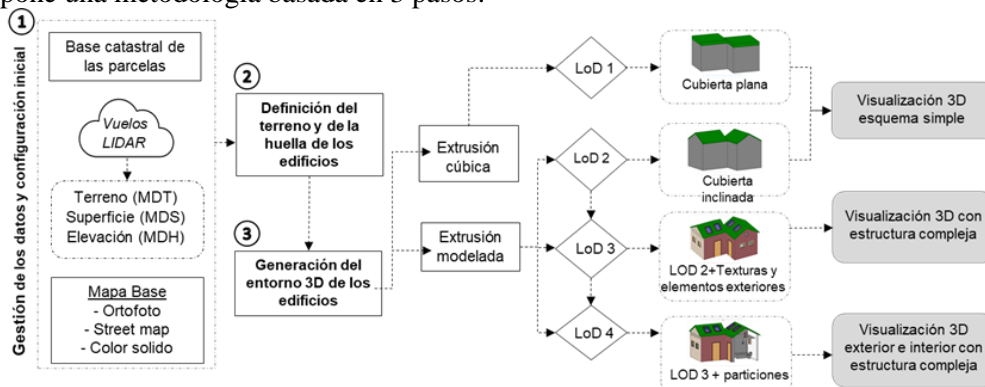 pone una metodología basada en 3 pasos:
1
Gestión de los datos y configuración inicial
Base catastral de
las parcelas
Vuelos
LIDAR
Terreno (MDT)
Superficie (MDS)
Elevación (MDH)
Mapa Base
- Ortofoto
- Street map
- Color solido
2
Definición del
terreno y de la
huella de los
edificios
3
Generación del
entorno 3D de los
edificios
Extrusión
cúbica
Extrusión
modelada
LoD 1
LoD 2
LoD 3
LoD 4
Cubierta plana
Cubierta
inclinada
LOD 2+Texturas y
elementos exteriores
LOD 3 + particiones
Visualización 3D
esquema simple
Visualización 3D con
estructura compleja
Visualización 3D
exterior e interior con
estructura compleja